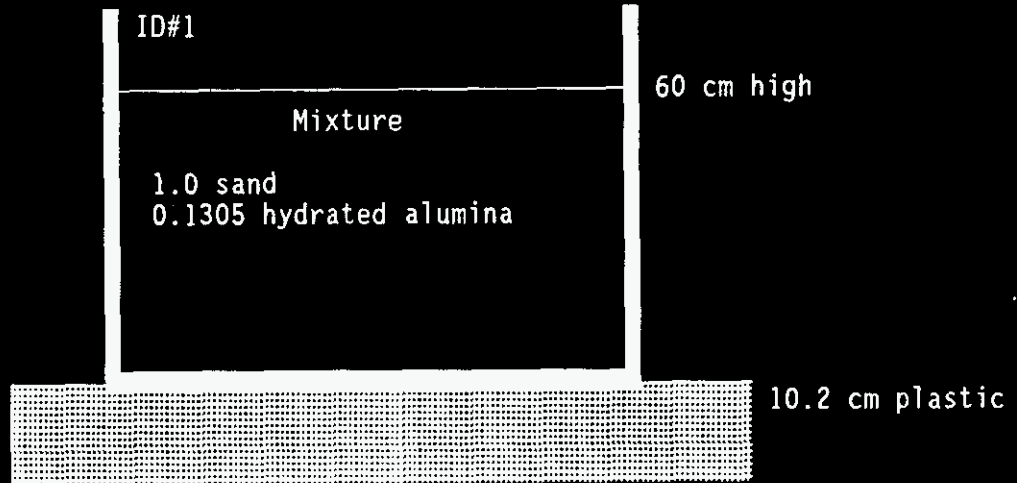 ID#1
60 cm high
Mixture
1.0 sand
0.1305 hydrated alumina
10.2 cm plastic